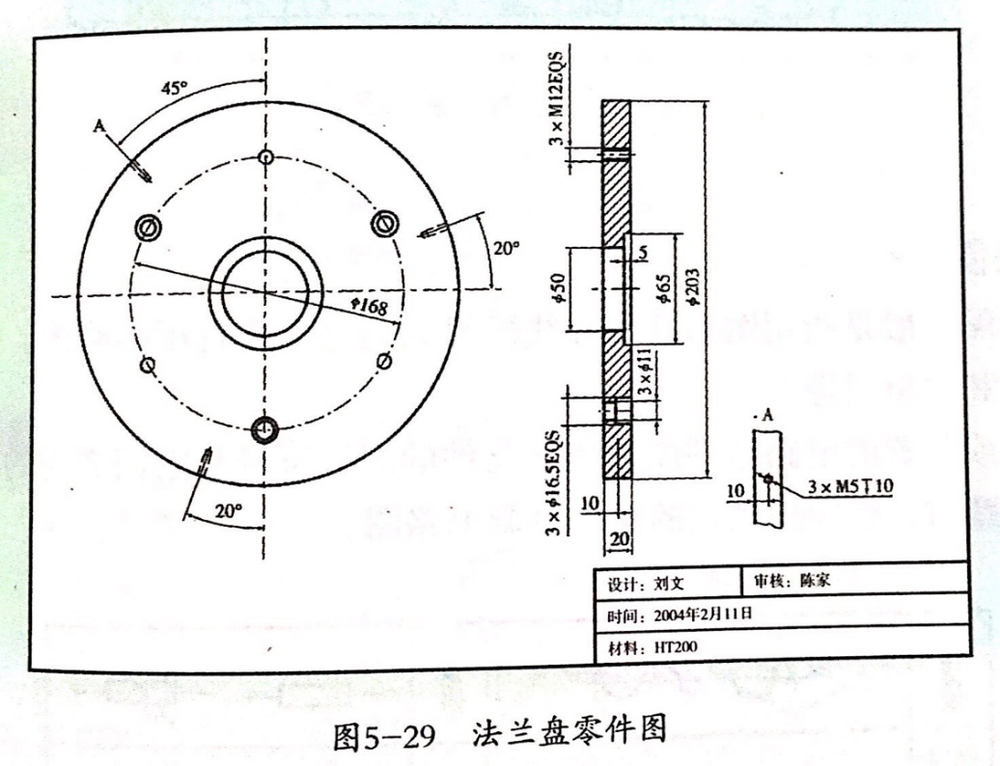 45°
A
20°
φ168
20°
3×M12EQS
5
φ50
φ65
φ203
3×φ11
3×φ16.5EQS
10
20
A
10
3×M5↧10
设计：刘文
审核：陈家
时间：2004年2月11日
材料：HT200
图5-29 法兰盘零件图